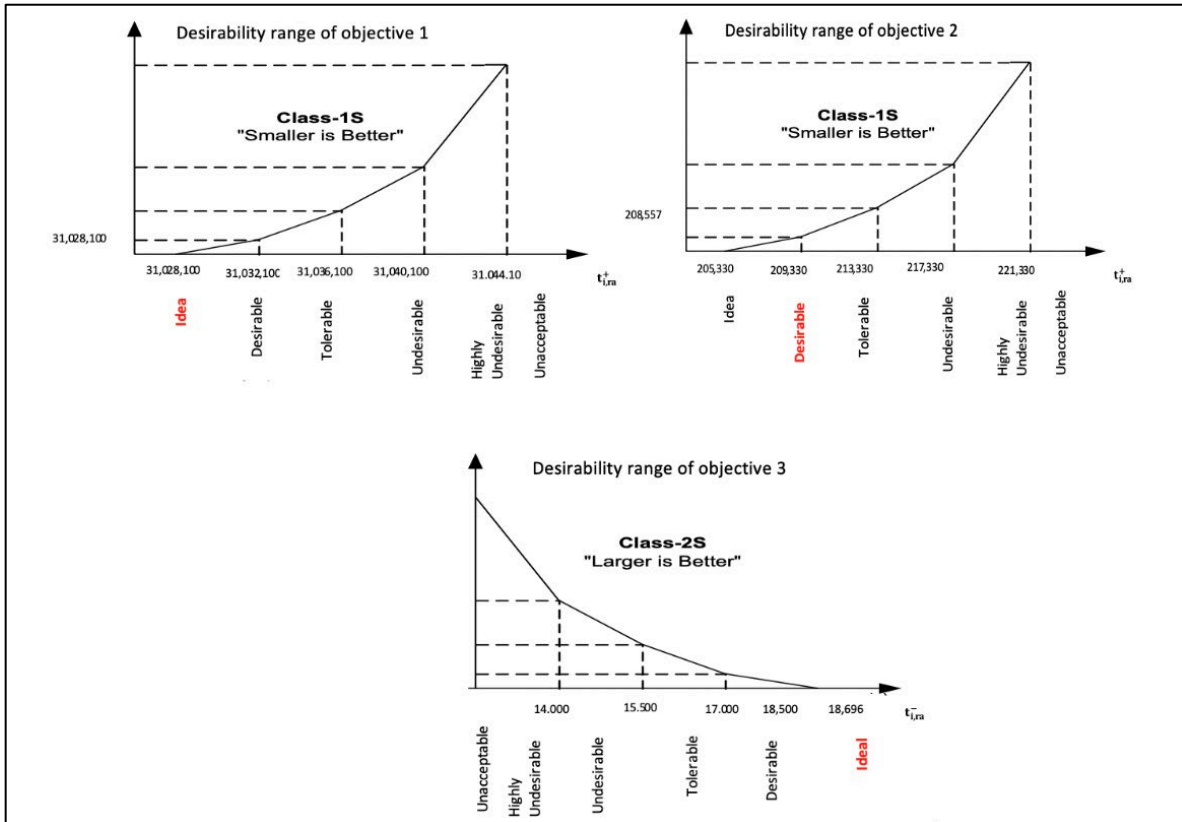 Desirability range of objective 1
Class-1S
"Smaller is Better"
31,028,100
31,028,100
31,032,100
31,036,100
31,040,100
31.044.10
t⁺i,ra
Idea
Desirable
Tolerable
Undesirable
Highly
Undesirable
Unacceptable
Desirability range of objective 2
Class-1S
"Smaller is Better"
208,557
205,330
209,330
213,330
217,330
221,330
t⁺i,ra
Idea
Desirable
Tolerable
Undesirable
Highly
Undesirable
Unacceptable
Desirability range of objective 3
Class-2S
"Larger is Better"
14.000
15.500
17.000
18,500
18,696
t⁻i,ra
Unacceptable
Highly
Undesirable
Undesirable
Tolerable
Desirable
Ideal